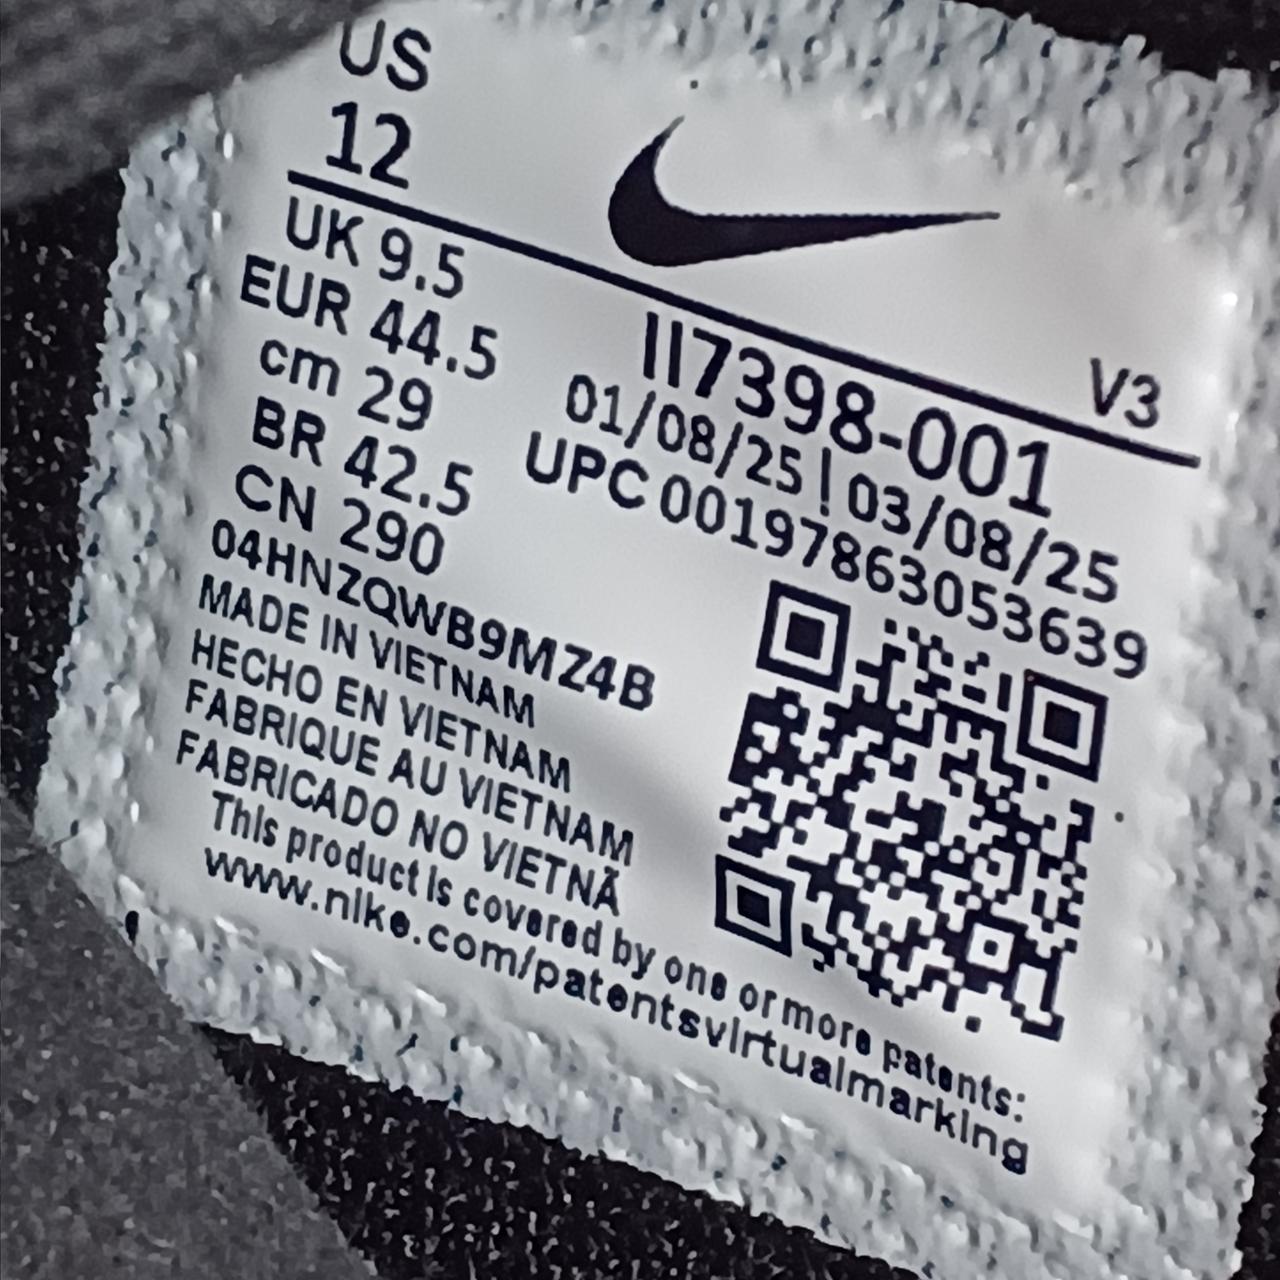 US
12
UK 9.5
EUR 44.5
cm 29
BR 42.5
CN 290
V3
II7398-001
01/08/25 | 03/08/25
UPC 00197863053639
04HNZQWB9MZ4B
MADE IN VIETNAM
HECHO EN VIETNAM
FABRIQUE AU VIETNAM
FABRICADO NO VIETNÃ
This product is covered by one or more patents:
www.nike.com/patentsvirtualmarking